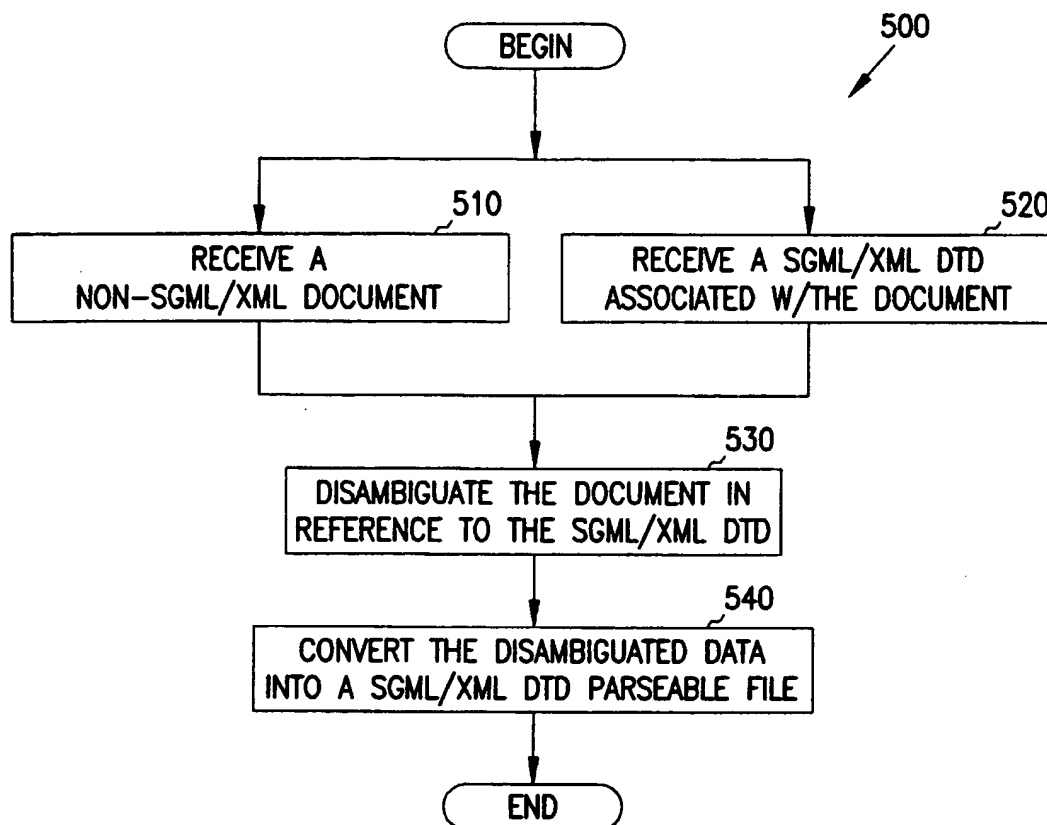 BEGIN
500
510
RECEIVE A
NON-SGML/XML DOCUMENT
520
RECEIVE A SGML/XML DTD
ASSOCIATED W/THE DOCUMENT
530
DISAMBIGUATE THE DOCUMENT IN
REFERENCE TO THE SGML/XML DTD
540
CONVERT THE DISAMBIGUATED DATA
INTO A SGML/XML DTD PARSEABLE FILE
END